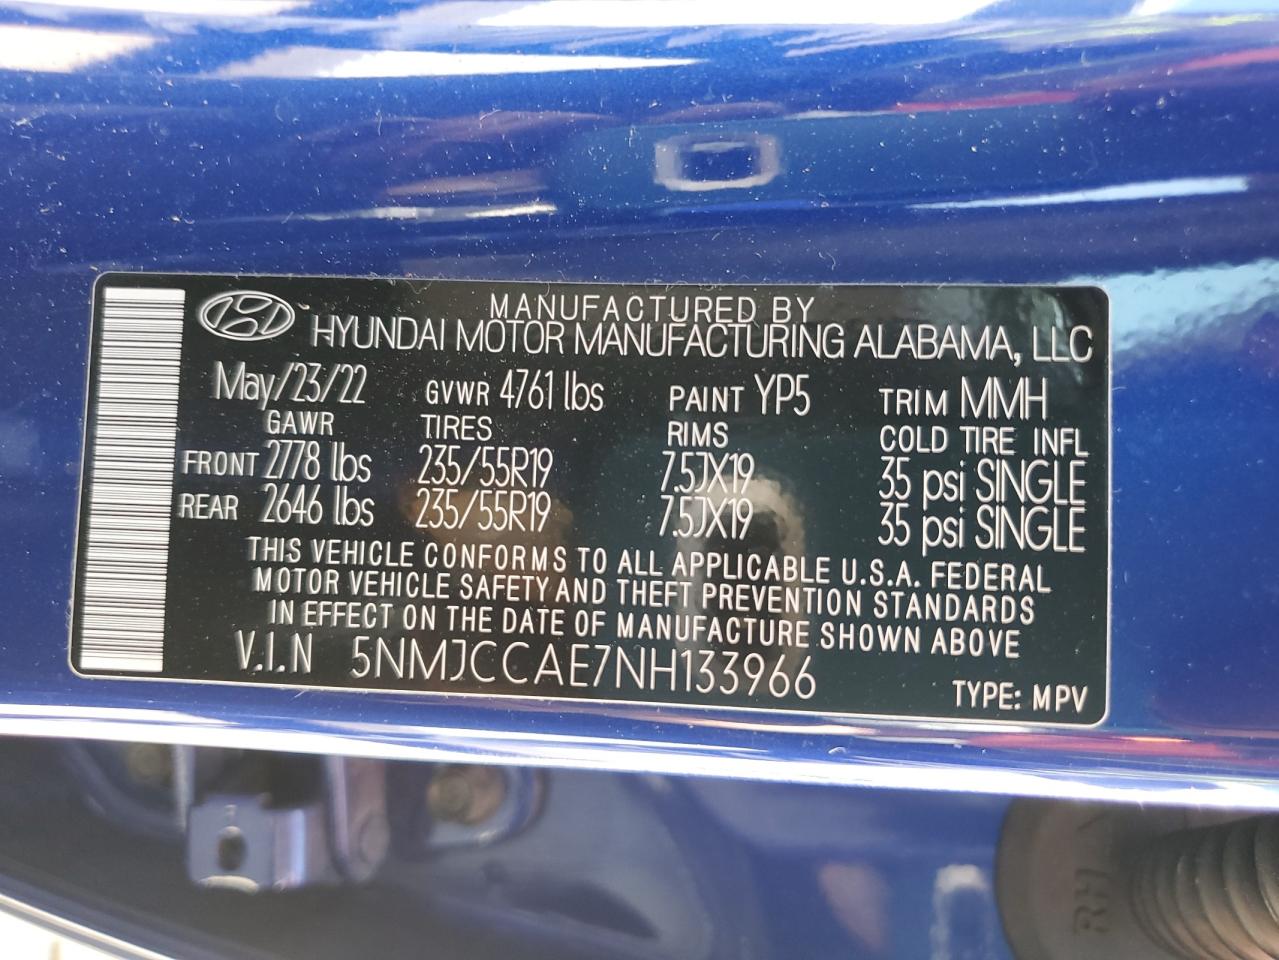 MANUFACTURED BY
HYUNDAI MOTOR MANUFACTURING ALABAMA, LLC
May/23/22 GVWR 4761 lbs PAINT YP5 TRIM MMH
GAWR TIRES RIMS COLD TIRE INFL
FRONT 2778 lbs 235/55R19 7.5JX19 35 psi SINGLE
REAR 2646 lbs 235/55R19 7.5JX19 35 psi SINGLE
THIS VEHICLE CONFORMS TO ALL APPLICABLE U.S.A. FEDERAL
MOTOR VEHICLE SAFETY AND THEFT PREVENTION STANDARDS
IN EFFECT ON THE DATE OF MANUFACTURE SHOWN ABOVE
V.I.N 5NMJCCAE7NH133966
TYPE: MPV
RH